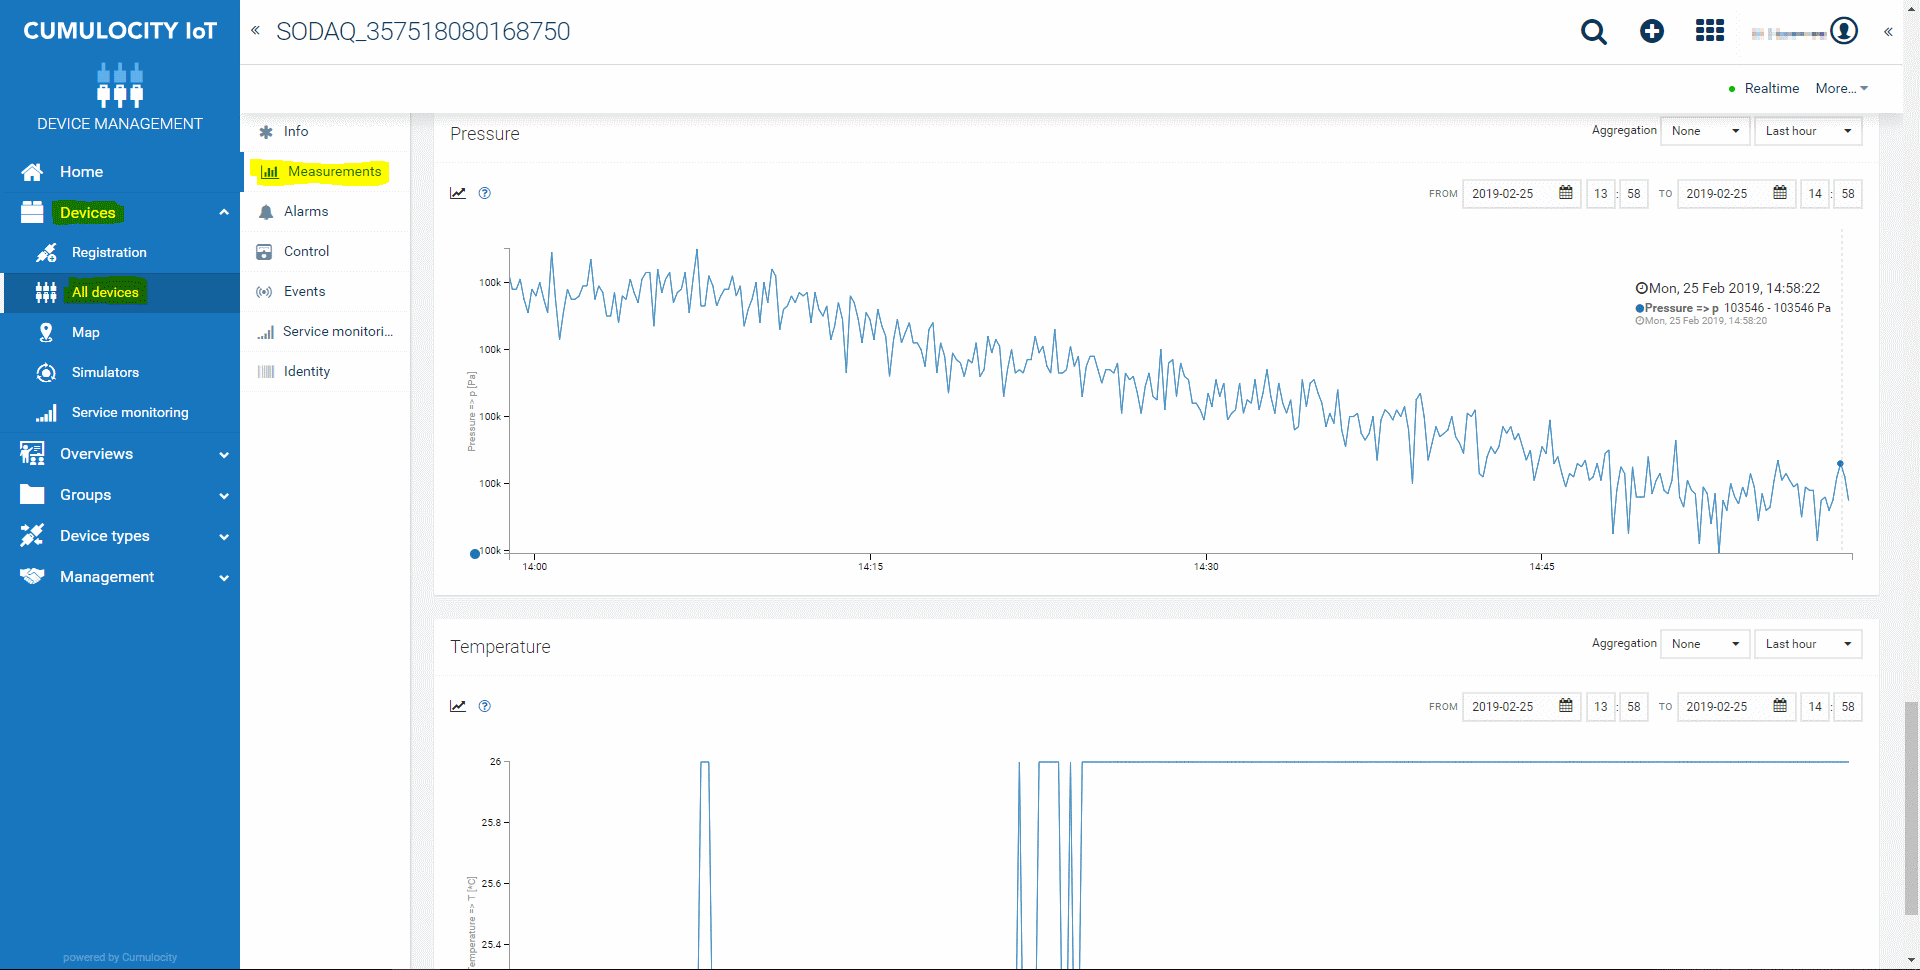 CUMULOCITY IoT
DEVICE MANAGEMENT
Home
Devices
Registration
All devices
Map
Simulators
Service monitoring
Overviews
Groups
Device types
Management
powered by Cumulocity
« SODAQ_357518080168750
«
Realtime More...
Info
Measurements
Alarms
Control
Events
Service monitori...
Identity
Pressure
Aggregation None Last hour
?
FROM 2019-02-25 13 : 58 TO 2019-02-25 14 : 58
Pressure => p [Pa]
100k
100k
100k
100k
100k
14:00 14:15 14:30 14:45
Mon, 25 Feb 2019, 14:58:22
Pressure => p 103546 - 103546 Pa
Mon, 25 Feb 2019, 14:58:20
Temperature
Aggregation None Last hour
?
FROM 2019-02-25 13 : 58 TO 2019-02-25 14 : 58
emperature => T [*C]
26
25.8
25.6
25.4